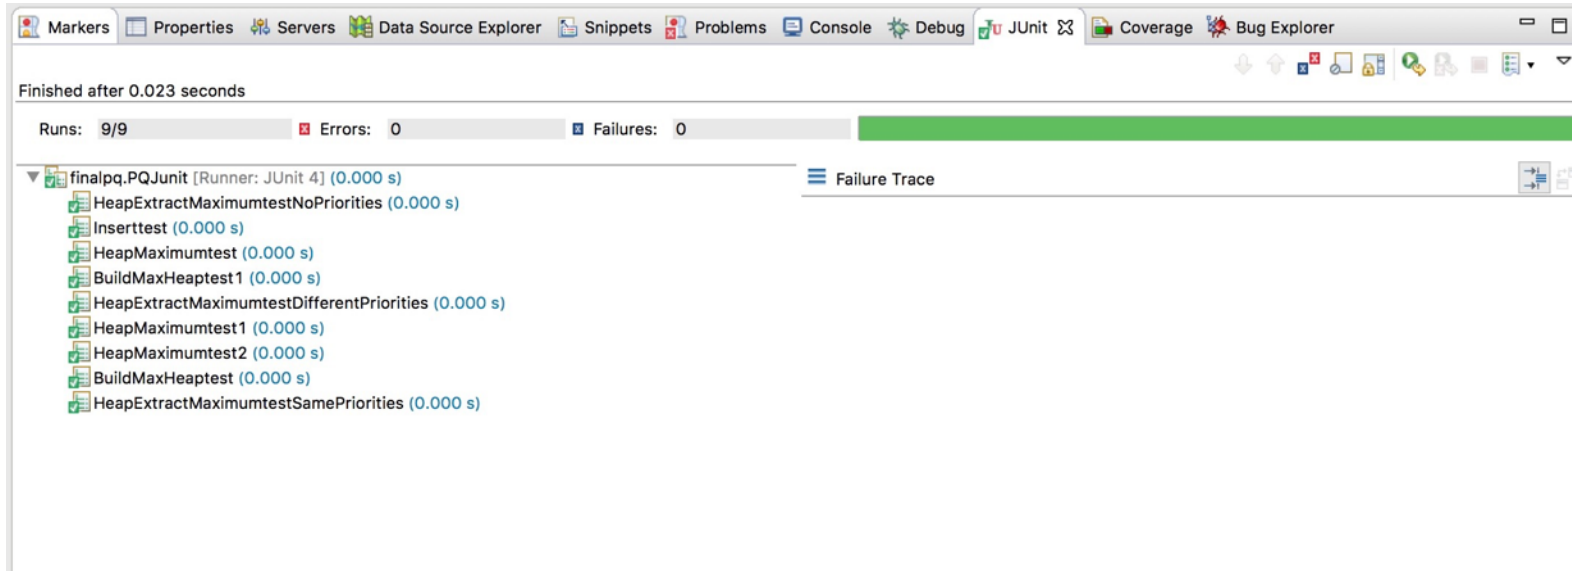 Markers Properties Servers Data Source Explorer Snippets Problems Console Debug JUnit Coverage Bug Explorer
Finished after 0.023 seconds
Runs: 9/9 Errors: 0 Failures: 0
finalpq.PQJunit [Runner: JUnit 4] (0.000 s)
Failure Trace
HeapExtractMaximumtestNoPriorities (0.000 s)
Inserttest (0.000 s)
HeapMaximumtest (0.000 s)
BuildMaxHeaptest1 (0.000 s)
HeapExtractMaximumtestDifferentPriorities (0.000 s)
HeapMaximumtest1 (0.000 s)
HeapMaximumtest2 (0.000 s)
BuildMaxHeaptest (0.000 s)
HeapExtractMaximumtestSamePriorities (0.000 s)